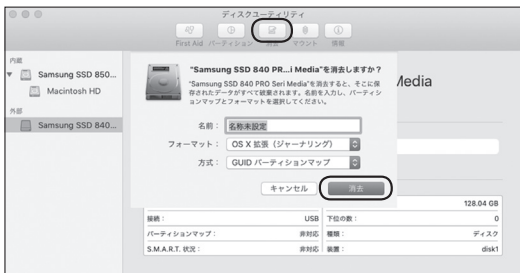 ディスクユーティリティ
First Aid パーティション 消去 マウント 情報
内蔵
Samsung SSD 850...
Macintosh HD
外部
Samsung SSD 840...
"Samsung SSD 840 PR...i Media"を消去しますか？
"Samsung SSD 840 PRO Seri Media"を消去すると、そこに保
存されたデータがすべて破棄されます。名前を入力し、パーティシ
ョンマップとフォーマットを選択してください。
Media
名前： 名称未設定
フォーマット： OS X 拡張（ジャーナリング）
方式： GUID パーティションマップ
キャンセル 消去
128.04 GB
接続： USB 下位の数： 0
パーティションマップ： 非対応 種類： ディスク
S.M.A.R.T. 状況： 非対応 装置： disk1